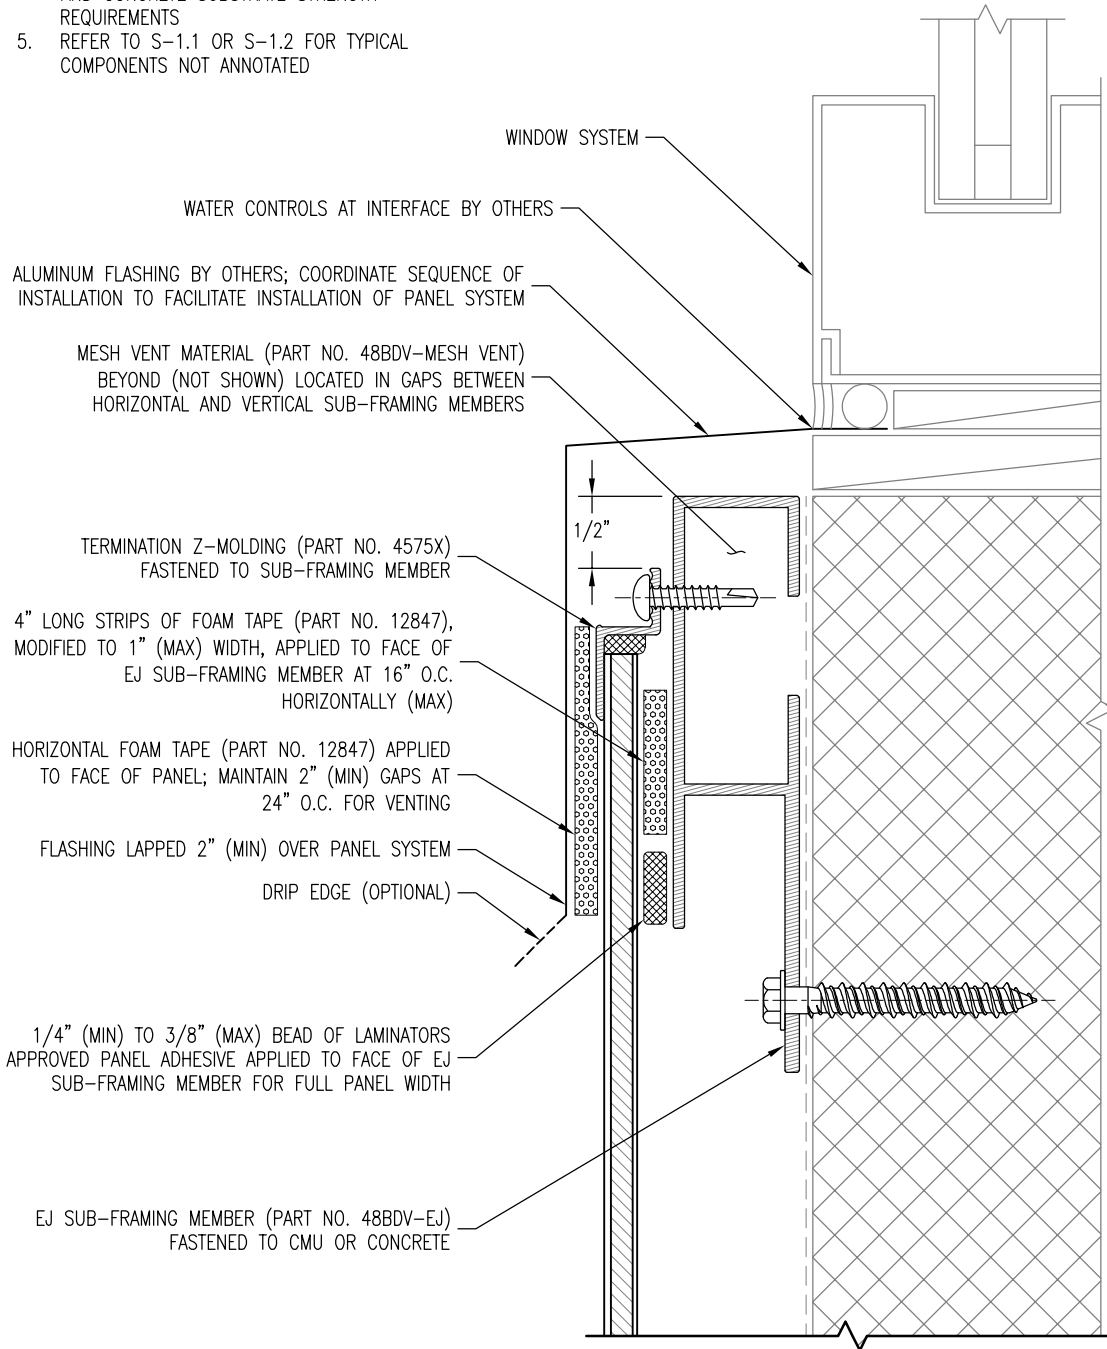 AND CONCRETE SUBSTRATE STRENGTH
REQUIREMENTS
5. REFER TO S-1.1 OR S-1.2 FOR TYPICAL
COMPONENTS NOT ANNOTATED
WINDOW SYSTEM
WATER CONTROLS AT INTERFACE BY OTHERS
ALUMINUM FLASHING BY OTHERS; COORDINATE SEQUENCE OF
INSTALLATION TO FACILITATE INSTALLATION OF PANEL SYSTEM
MESH VENT MATERIAL (PART NO. 48BDV-MESH VENT)
BEYOND (NOT SHOWN) LOCATED IN GAPS BETWEEN
HORIZONTAL AND VERTICAL SUB-FRAMING MEMBERS
1/2"
TERMINATION Z-MOLDING (PART NO. 4575X)
FASTENED TO SUB-FRAMING MEMBER
4" LONG STRIPS OF FOAM TAPE (PART NO. 12847),
MODIFIED TO 1" (MAX) WIDTH, APPLIED TO FACE OF
EJ SUB-FRAMING MEMBER AT 16" O.C.
HORIZONTALLY (MAX)
HORIZONTAL FOAM TAPE (PART NO. 12847) APPLIED
TO FACE OF PANEL; MAINTAIN 2" (MIN) GAPS AT
24" O.C. FOR VENTING
FLASHING LAPPED 2" (MIN) OVER PANEL SYSTEM
DRIP EDGE (OPTIONAL)
1/4" (MIN) TO 3/8" (MAX) BEAD OF LAMINATORS
APPROVED PANEL ADHESIVE APPLIED TO FACE OF EJ
SUB-FRAMING MEMBER FOR FULL PANEL WIDTH
EJ SUB-FRAMING MEMBER (PART NO. 48BDV-EJ)
FASTENED TO CMU OR CONCRETE